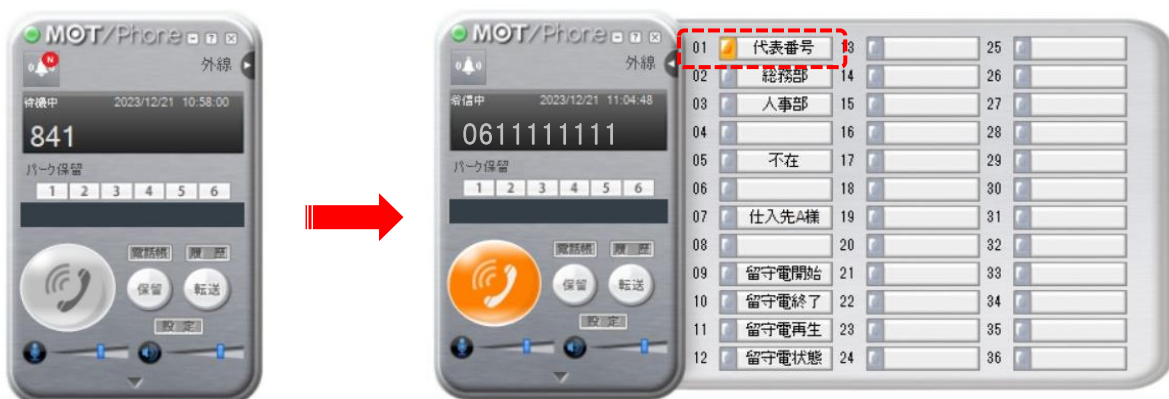 MOT/Phone
N
外線
待機中 2023/12/21 10:58:00
841
パーク保留
1 2 3 4 5 6
電話帳 履歴
保留 転送
設定
MOT/Phone
外線
着信中 2023/12/21 11:04:48
0611111111
パーク保留
1 2 3 4 5 6
電話帳 履歴
保留 転送
設定
01 代表番号 13 25
02 総務部 14 26
03 人事部 15 27
04 16 28
05 不在 17 29
06 18 30
07 仕入先A様 19 31
08 20 32
09 留守電開始 21 33
10 留守電終了 22 34
11 留守電再生 23 35
12 留守電状態 24 36